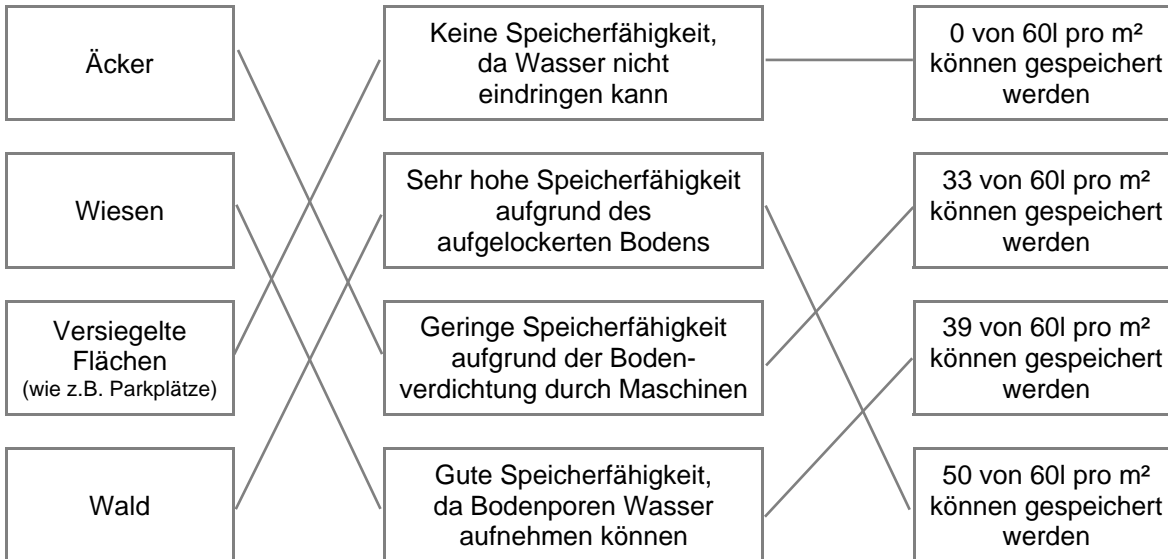 Äcker
Keine Speicherfähigkeit,
da Wasser nicht
eindringen kann
0 von 60l pro m²
können gespeichert
werden
Wiesen
Sehr hohe Speicherfähigkeit
aufgrund des
aufgelockerten Bodens
33 von 60l pro m²
können gespeichert
werden
Versiegelte
Flächen
(wie z.B. Parkplätze)
Geringe Speicherfähigkeit
aufgrund der Boden-
verdichtung durch Maschinen
39 von 60l pro m²
können gespeichert
werden
Wald
Gute Speicherfähigkeit,
da Bodenporen Wasser
aufnehmen können
50 von 60l pro m²
können gespeichert
werden